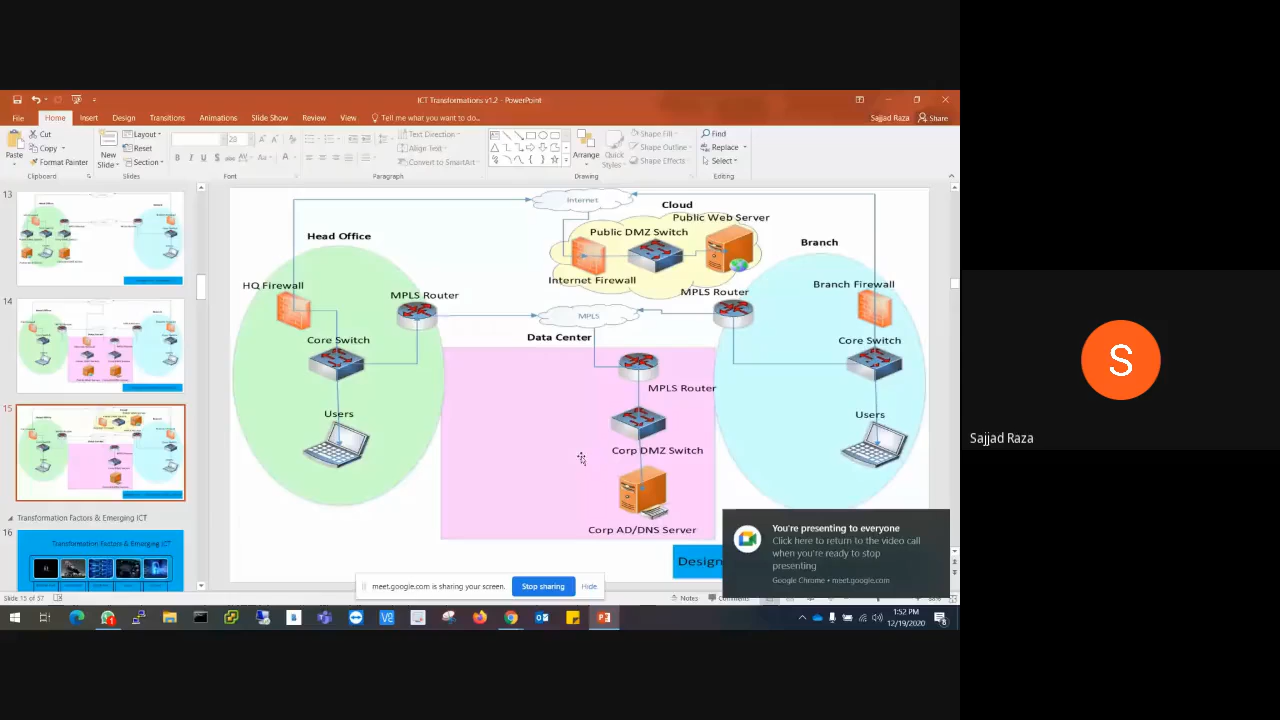 ICT Transformations v1.2 - PowerPoint
File Home Insert Design Transitions Animations Slide Show Review View Tell me what you want to do... Sajjad Raza Share
Paste
Cut
Copy
Format Painter
Clipboard
New Slide
Layout
Reset
Section
Slides
28
B I U S
Font
Text Direction
Align Text
Convert to SmartArt
Paragraph
Arrange
Quick Styles
Shape Fill
Shape Outline
Shape Effects
Drawing
Find
Replace
Select
Editing
13
14
15
Transformation Factors & Emerging ICT
16
Transformation Factors & Emerging ICT
Internet
Cloud
Public Web Server
Public DMZ Switch
Internet Firewall
Head Office
HQ Firewall
MPLS Router
Core Switch
Users
MPLS
Data Center
MPLS Router
MPLS Router
Corp DMZ Switch
Corp AD/DNS Server
Branch
Branch Firewall
Core Switch
Users
Design
You're presenting to everyone
Click here to return to the video call
when you're ready to stop
presenting
Google Chrome • meet.google.com
meet.google.com is sharing your screen. Stop sharing Hide
Slide 15 of 57
Notes
1:52 PM
12/19/2020
S
Sajjad Raza